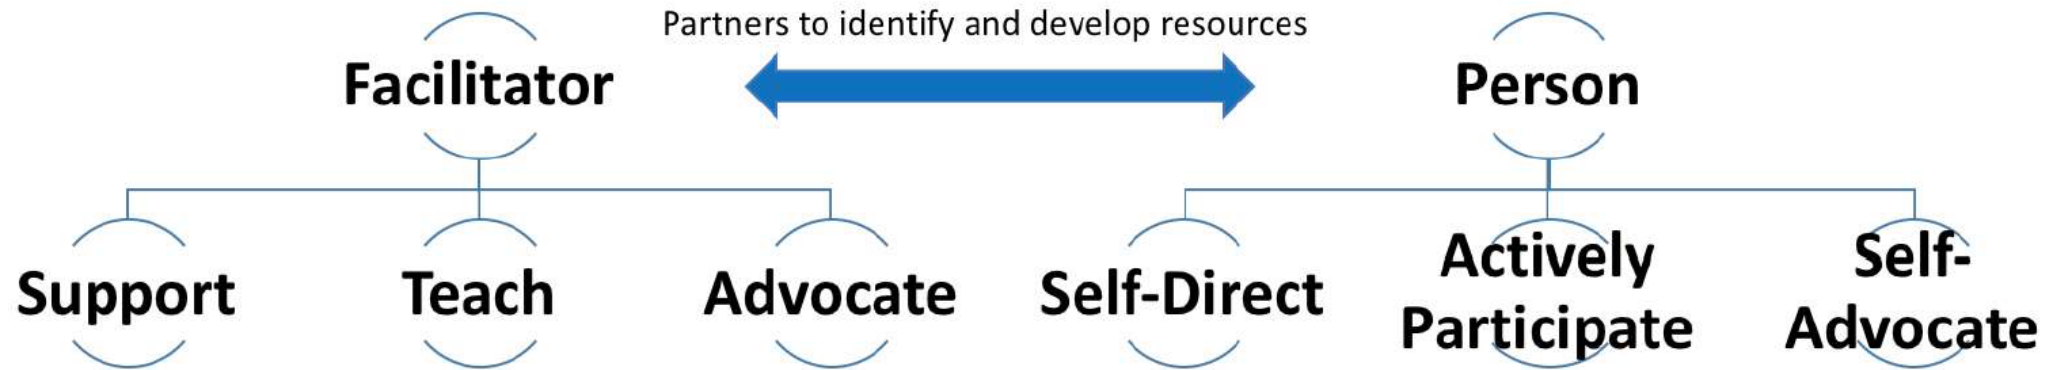 Partners to identify and develop resources
Facilitator
Person
Support
Teach
Advocate
Self-Direct
Actively
Participate
Self-
Advocate